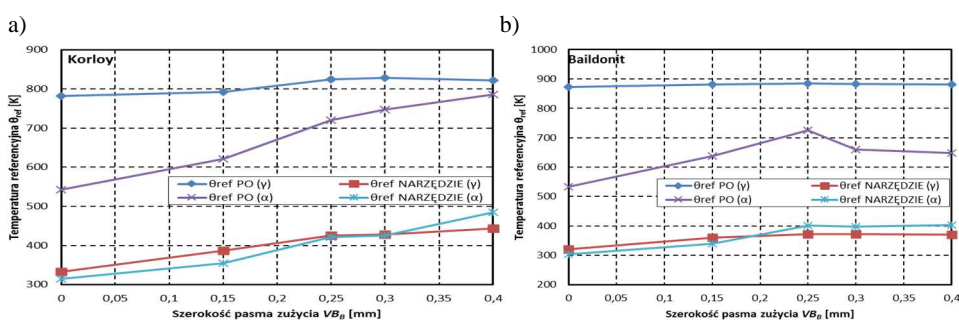 a)
b)
Korloy
Temperatura referencyjna θref [K]
900
800
700
600
500
400
300
θref PO (γ)
θref NARZĘDZIE (γ)
θref PO (α)
θref NARZĘDZIE (α)
0
0,05
0,1
0,15
0,2
0,25
0,3
0,35
0,4
Szerokość pasma zużycia VBB [mm]
Baildonit
Temperatura referencyjna θref [K]
1000
900
800
700
600
500
400
300
200
θref PO (γ)
θref NARZĘDZIE (γ)
θref PO (α)
θref NARZĘDZIE (α)
0
0,05
0,1
0,15
0,2
0,25
0,3
0,35
0,4
Szerokość pasma zużycia VBB [mm]